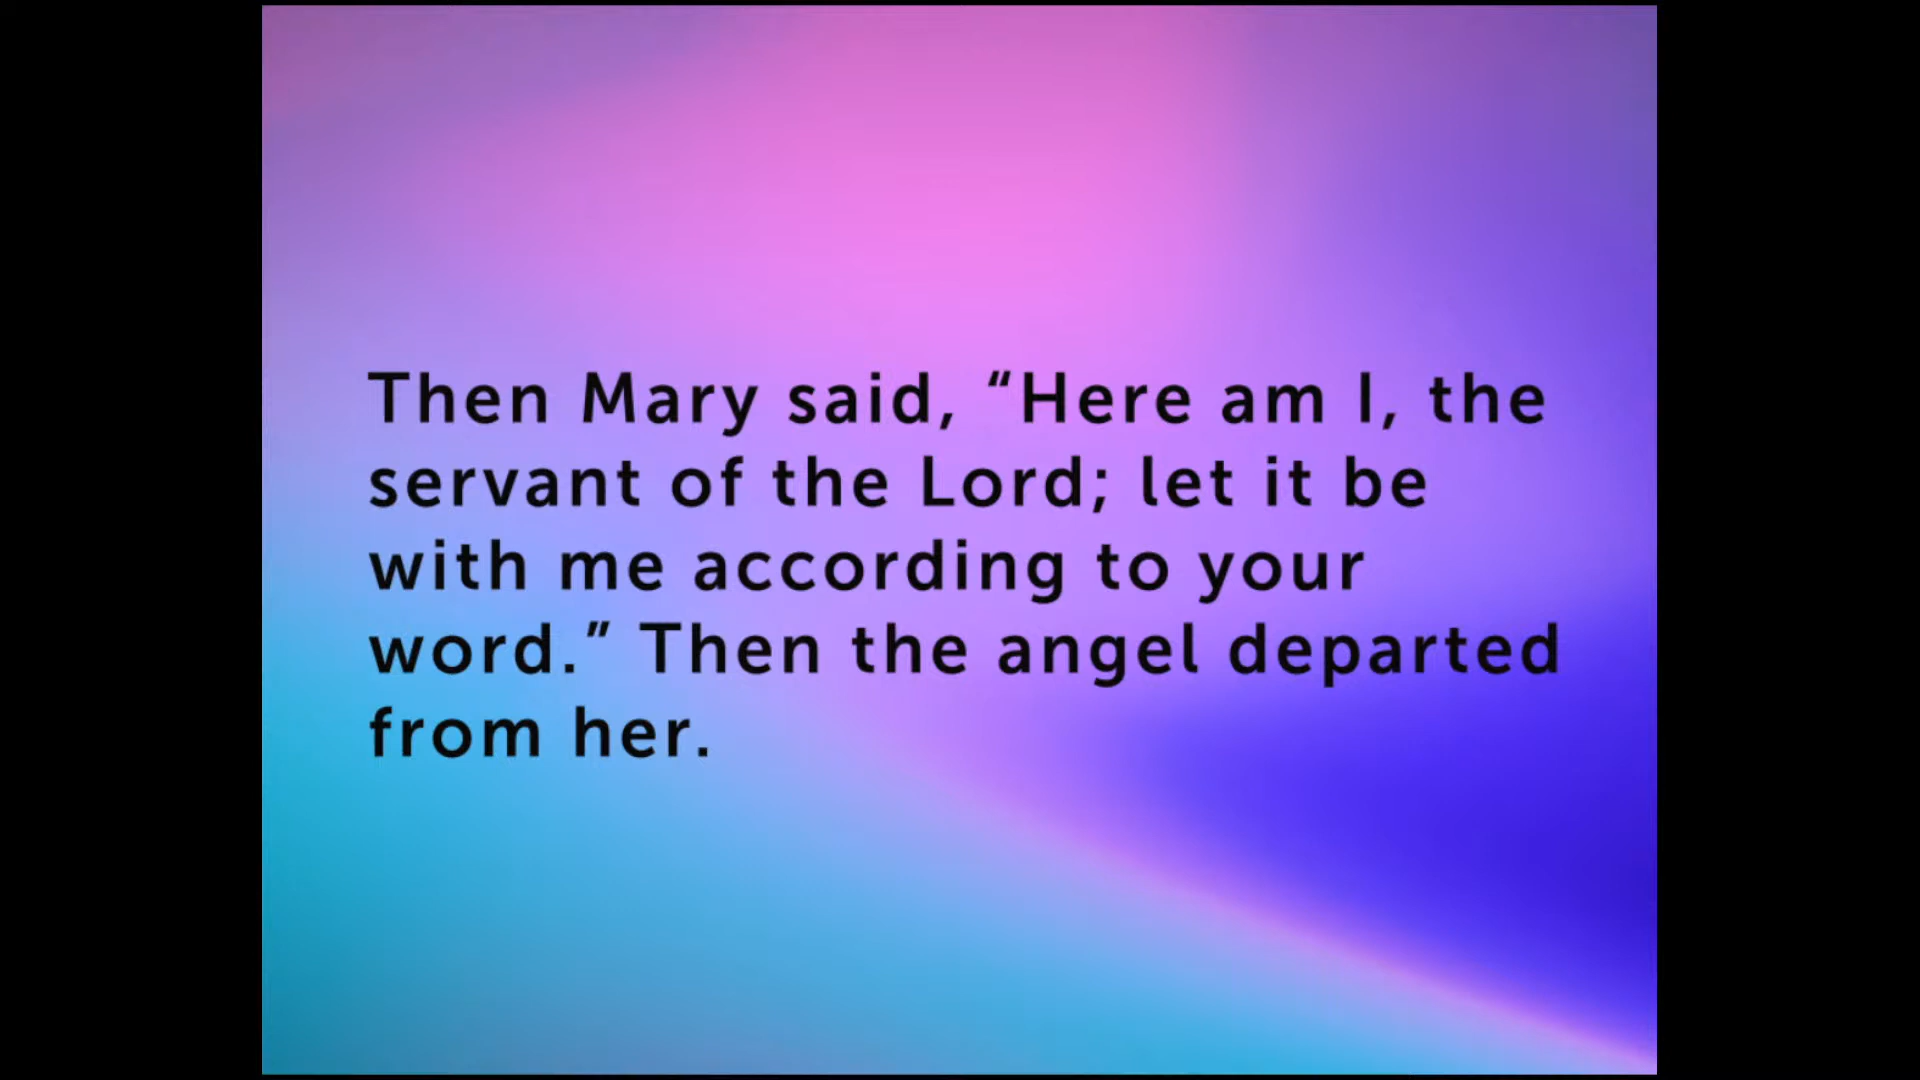 Then Mary said, “Here am I, the
servant of the Lord; let it be
with me according to your
word.” Then the angel departed
from her.